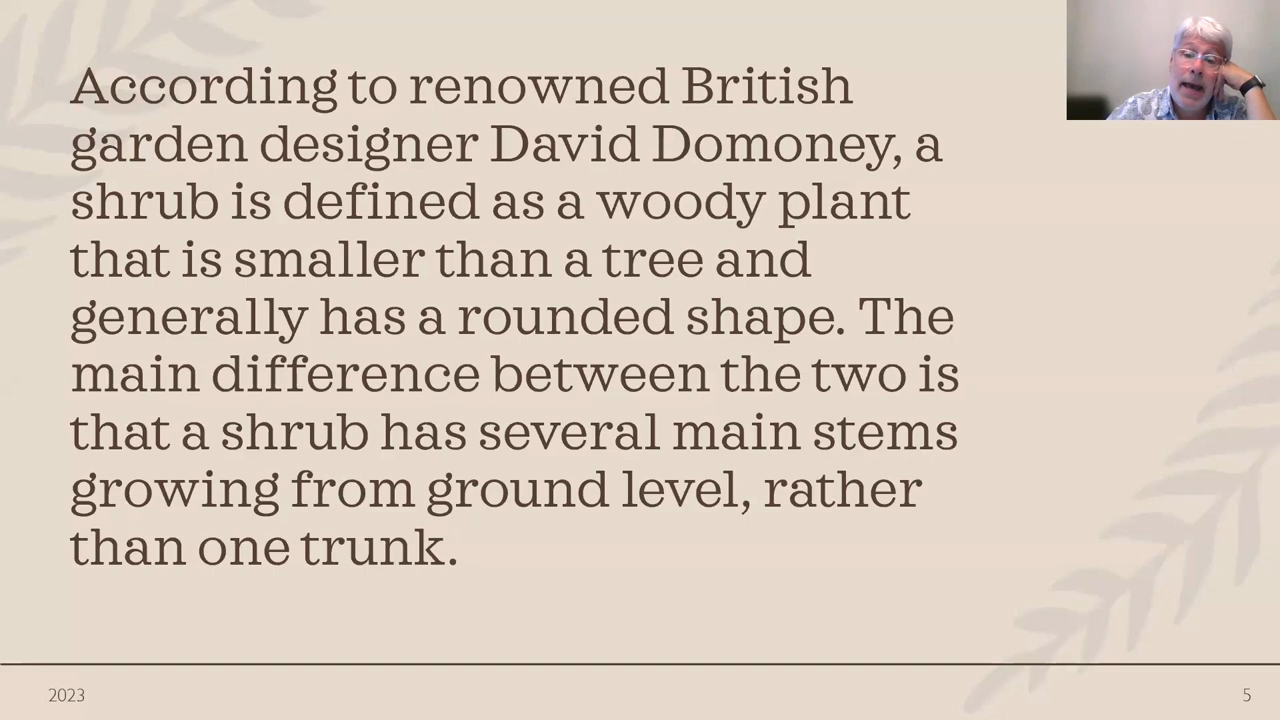 According to renowned British
garden designer David Domoney, a
shrub is defined as a woody plant
that is smaller than a tree and
generally has a rounded shape. The
main difference between the two is
that a shrub has several main stems
growing from ground level, rather
than one trunk.
2023
5